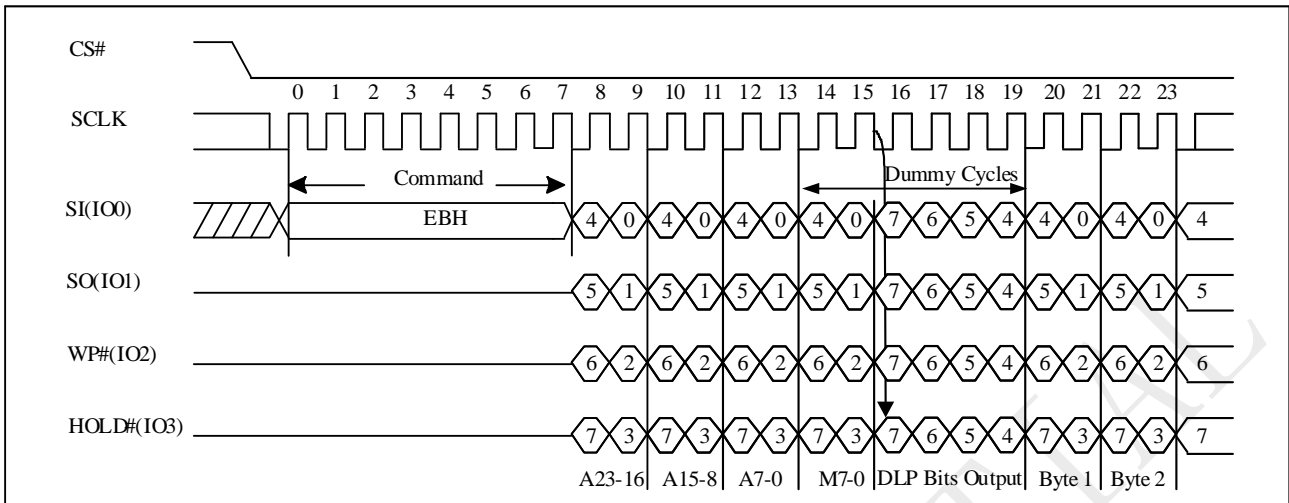 CS#
0 1 2 3 4 5 6 7 8 9 10 11 12 13 14 15 16 17 18 19 20 21 22 23
SCLK
Command
Dummy Cycles
SI(IO0)
EBH
4 0 4 0 4 0 4 0 7 6 5 4 4 0 4 0 4
SO(IO1)
5 1 5 1 5 1 5 1 7 6 5 4 5 1 5 1 5
WP#(IO2)
6 2 6 2 6 2 6 2 7 6 5 4 6 2 6 2 6
HOLD#(IO3)
7 3 7 3 7 3 7 3 7 6 5 4 7 3 7 3 7
A23-16 A15-8 A7-0 M7-0 DLP Bits Output Byte 1 Byte 2